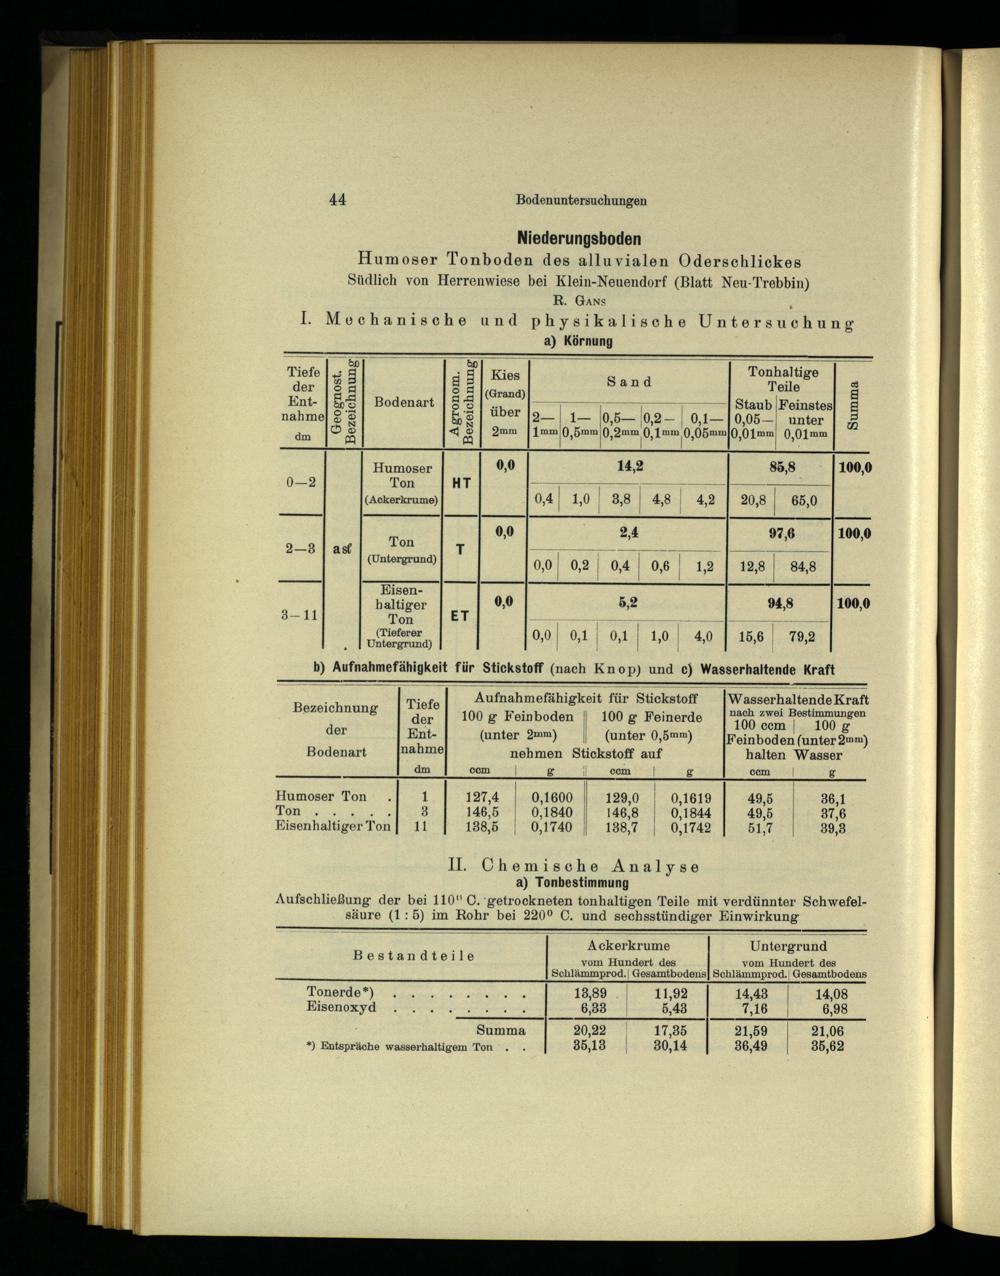 44 Bodenuntersuchungen
Niederungsboden
Humoser Tonboden des alluvialen Oderschlickes
Südlich von Herrenwiese bei Klein-Neuendorf (Blatt Neu-Trebbin)
R. GANS
I. Mechanische und physikalische Untersuchung
a) Körnung
Tiefe der Ent-nahme dm | Geognost. Bezeichnung | Bodenart | Agronom. Bezeichnung | Kies (Grand) über 2mm | Sand | Tonhaltige Teile | Summa
2—1mm | 1—0,5mm | 0,5—0,2mm | 0,2—0,1mm | 0,1—0,05mm | Staub 0,05—0,01mm | Feinstes unter 0,01mm
0—2 | Humoser Ton (Ackerkrume) | HT | 0,0 | 14,2 | 85,8 | 100,0
0,4 | 1,0 | 3,8 | 4,8 | 4,2 | 20,8 | 65,0
2—3 | asf | Ton (Untergrund) | T | 0,0 | 2,4 | 97,6 | 100,0
0,0 | 0,2 | 0,4 | 0,6 | 1,2 | 12,8 | 84,8
3—11 | Eisen-haltiger Ton (Tieferer Untergrund) | ET | 0,0 | 5,2 | 94,8 | 100,0
0,0 | 0,1 | 0,1 | 1,0 | 4,0 | 15,6 | 79,2
b) Aufnahmefähigkeit für Stickstoff (nach Knop) und c) Wasserhaltende Kraft
Bezeichnung der Bodenart | Tiefe der Ent-nahme dm | Aufnahmefähigkeit für Stickstoff | Wasserhaltende Kraft
100 g Feinboden (unter 2mm) | 100 g Feinerde (unter 0,5mm) | nach zwei Bestimmungen
nehmen Stickstoff auf | 100 ccm | 100 g Feinboden (unter 2mm) halten Wasser
ccm | g | ccm | g | ccm | g
Humoser Ton . | 1 | 127,4 | 0,1600 | 129,0 | 0,1619 | 49,5 | 36,1
Ton . . . . . | 3 | 146,5 | 0,1840 | 146,8 | 0,1844 | 49,5 | 37,6
Eisenhaltiger Ton | 11 | 138,5 | 0,1740 | 138,7 | 0,1742 | 51,7 | 39,3
II. Chemische Analyse
a) Tonbestimmung
Aufschließung der bei 110° C. getrockneten tonhaltigen Teile mit verdünnter Schwefel-
säure (1 : 5) im Rohr bei 220° C. und sechsstündiger Einwirkung
Bestandteile | Ackerkrume | Untergrund
vom Hundert des | vom Hundert des
Schlämmprod. | Gesamtbodens | Schlämmprod. | Gesamtbodens
Tonerde*) . . . . . . . . | 13,89 | 11,92 | 14,43 | 14,08
Eisenoxyd . . . . . . . . | 6,33 | 5,43 | 7,16 | 6,98
Summa | 20,22 | 17,35 | 21,59 | 21,06
*) Entspräche wasserhaltigem Ton . . | 35,13 | 30,14 | 36,49 | 35,62